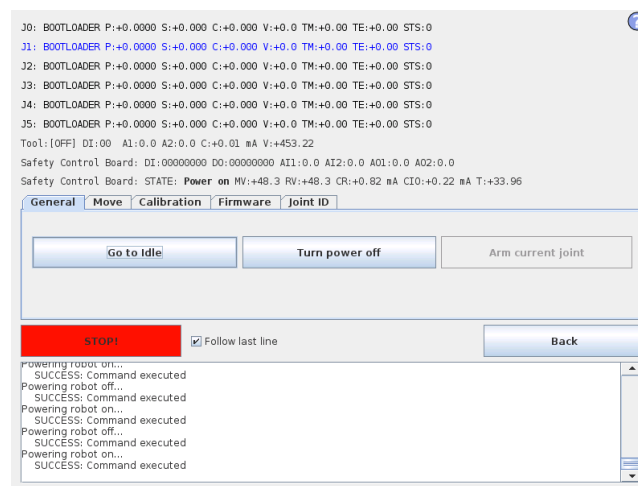 J0: BOOTLOADER P:+0.0000 S:+0.000 C:+0.000 V:+0.0 TM:+0.00 TE:+0.00 STS:0
J1: BOOTLOADER P:+0.0000 S:+0.000 C:+0.000 V:+0.0 TM:+0.00 TE:+0.00 STS:0
J2: BOOTLOADER P:+0.0000 S:+0.000 C:+0.000 V:+0.0 TM:+0.00 TE:+0.00 STS:0
J3: BOOTLOADER P:+0.0000 S:+0.000 C:+0.000 V:+0.0 TM:+0.00 TE:+0.00 STS:0
J4: BOOTLOADER P:+0.0000 S:+0.000 C:+0.000 V:+0.0 TM:+0.00 TE:+0.00 STS:0
J5: BOOTLOADER P:+0.0000 S:+0.000 C:+0.000 V:+0.0 TM:+0.00 TE:+0.00 STS:0
Tool:[OFF] DI:00 A1:0.0 A2:0.0 C:+0.01 mA V:+453.22
Safety Control Board: DI:00000000 DO:00000000 AI1:0.0 AI2:0.0 AO1:0.0 AO2:0.0
Safety Control Board: STATE: Power on MV:+48.3 RV:+48.3 CR:+0.82 mA CIO:+0.22 mA T:+33.96
General Move Calibration Firmware Joint ID
Go to Idle Turn power off Arm current joint
STOP! Follow last line Back
Powering robot on...
SUCCESS: Command executed
Powering robot off...
SUCCESS: Command executed
Powering robot on...
SUCCESS: Command executed
Powering robot off...
SUCCESS: Command executed
Powering robot on...
SUCCESS: Command executed